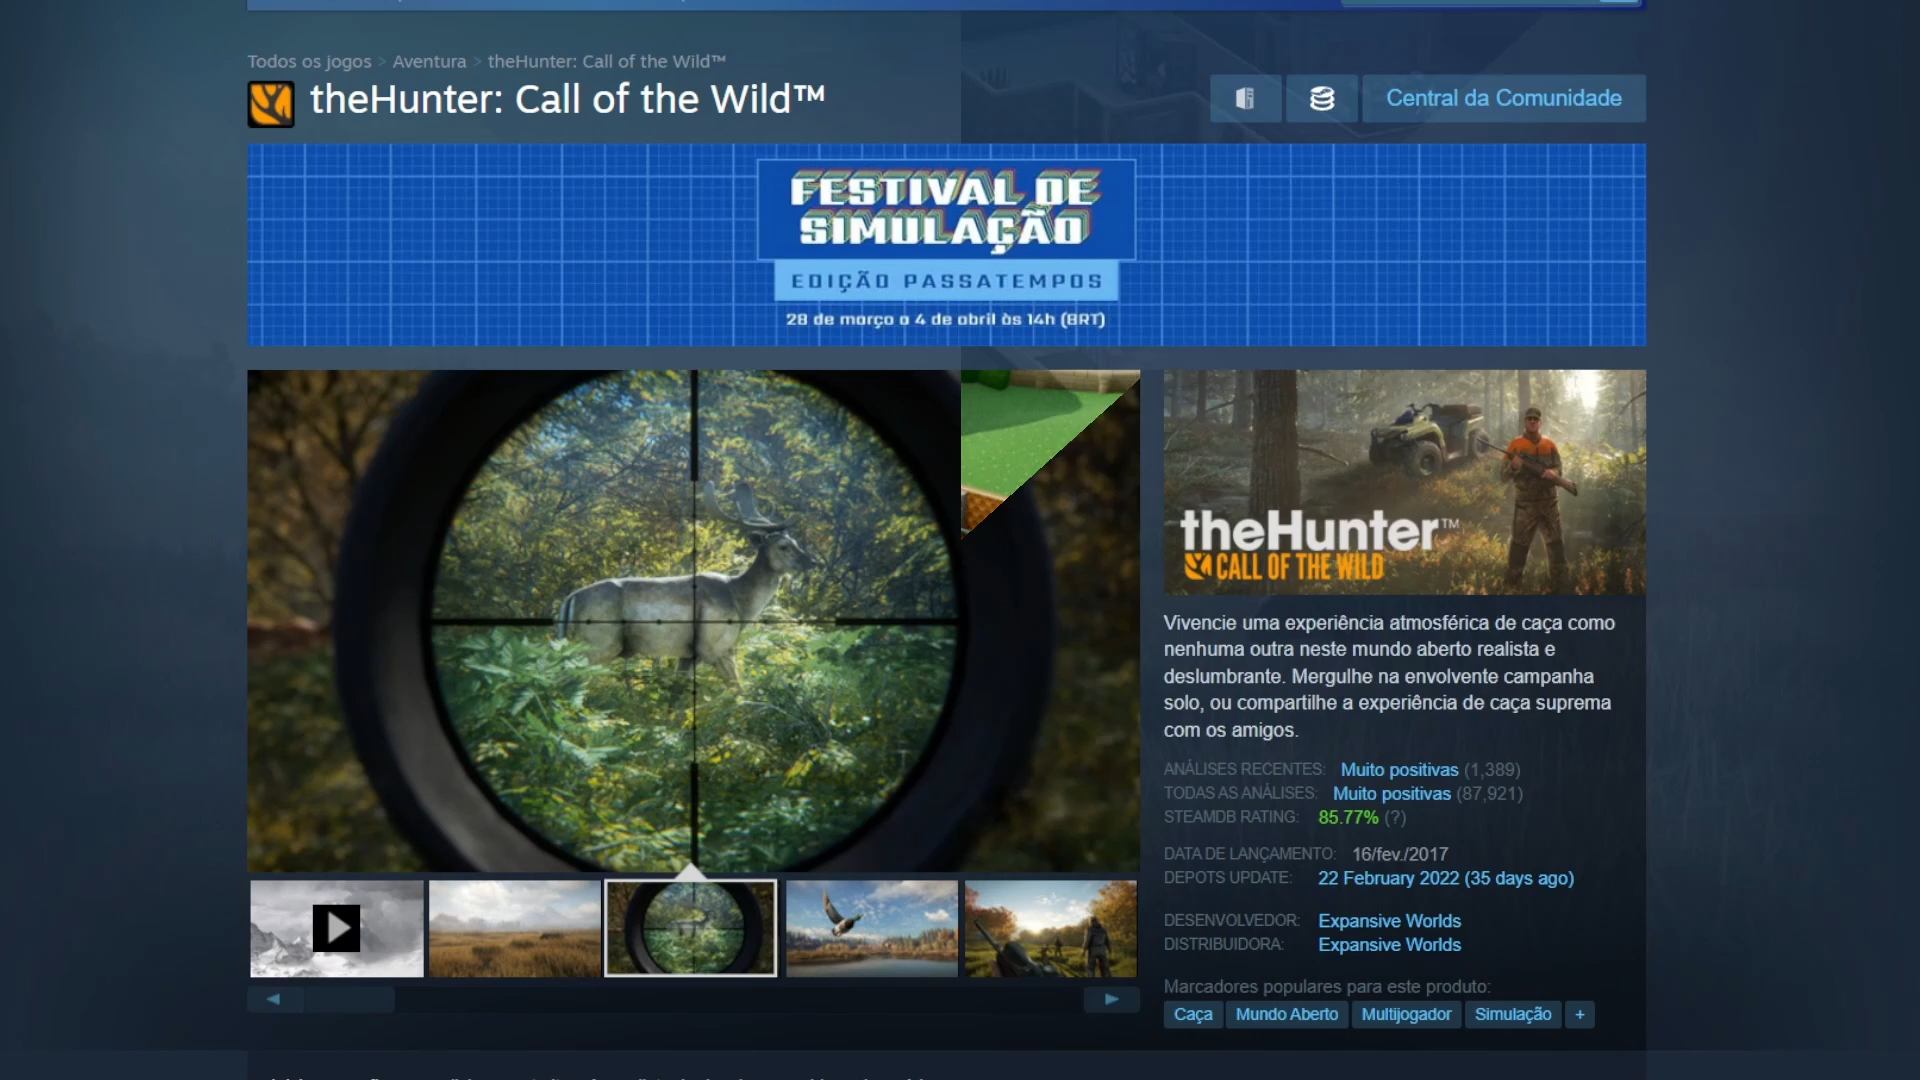 Todos os jogos > Aventura > theHunter: Call of the Wild™
theHunter: Call of the Wild™
Central da Comunidade
FESTIVAL DE
SIMULAÇÃO
EDIÇÃO PASSATEMPOS
28 de março a 4 de abril às 14h (BRT)
theHunter™
CALL OF THE WILD
Vivencie uma experiência atmosférica de caça como
nenhuma outra neste mundo aberto realista e
deslumbrante. Mergulhe na envolvente campanha
solo, ou compartilhe a experiência de caça suprema
com os amigos.
ANÁLISES RECENTES: Muito positivas (1,389)
TODAS AS ANÁLISES: Muito positivas (87,921)
STEAMDB RATING: 85.77% (?)
DATA DE LANÇAMENTO: 16/fev./2017
DEPOTS UPDATE: 22 February 2022 (35 days ago)
DESENVOLVEDOR: Expansive Worlds
DISTRIBUIDORA: Expansive Worlds
Marcadores populares para este produto:
Caça Mundo Aberto Multijogador Simulação +